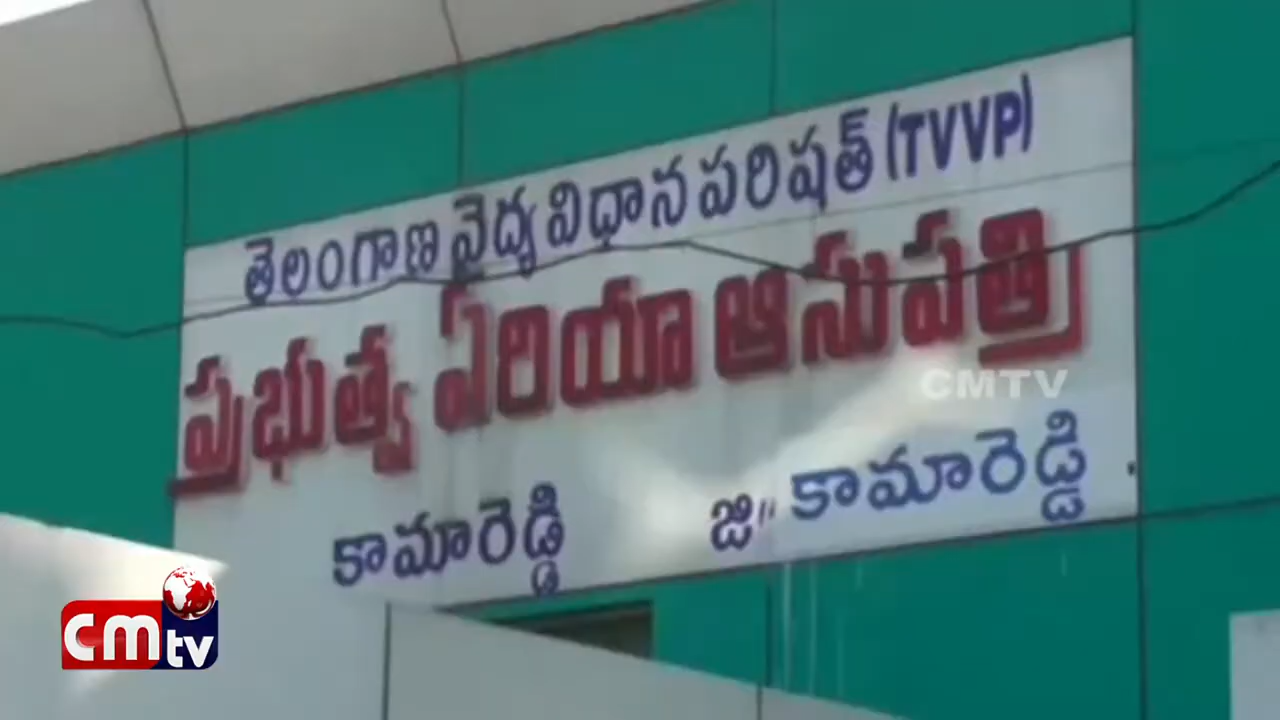 తెలంగాణ వైద్య విధాన పరిషత్ (TVVP)
ప్రభుత్వ ఏరియా ఆసుపత్రి
CMTV
కామారెడ్డి జి॥ కామారెడ్డి
CMtv